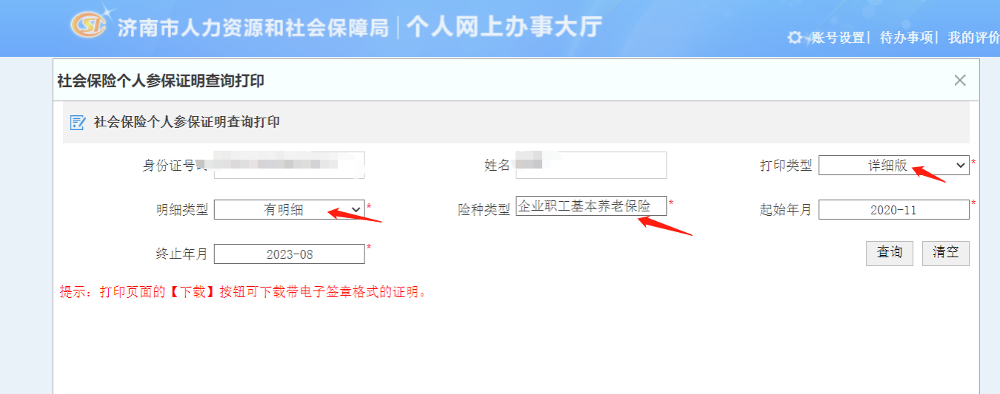 济南市人力资源和社会保障局 个人网上办事大厅
账号设置| 待办事项| 我的评价
社会保险个人参保证明查询打印
社会保险个人参保证明查询打印
身份证号 姓名 打印类型 详细版 *
明细类型 有明细 * 险种类型 企业职工基本养老保险 * 起始年月 2020-11 *
终止年月 2023-08 * 查询 清空
提示：打印页面的【下载】按钮可下载带电子签章格式的证明。